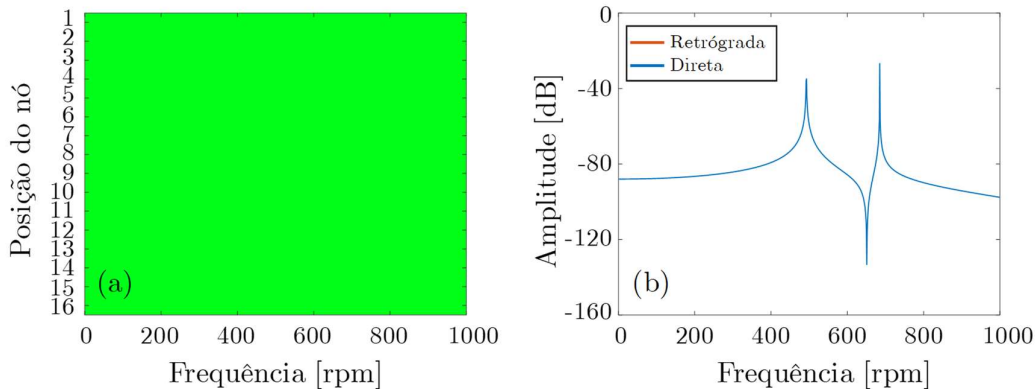 Posição do nó
1
2
3
4
5
6
7
8
9
10
11
12
13
14
15
16
(a)
0 200 400 600 800 1000
Frequência [rpm]
Amplitude [dB]
0
-40
-80
-120
-160
Retrógrada
Direta
(b)
0 200 400 600 800 1000
Frequência [rpm]